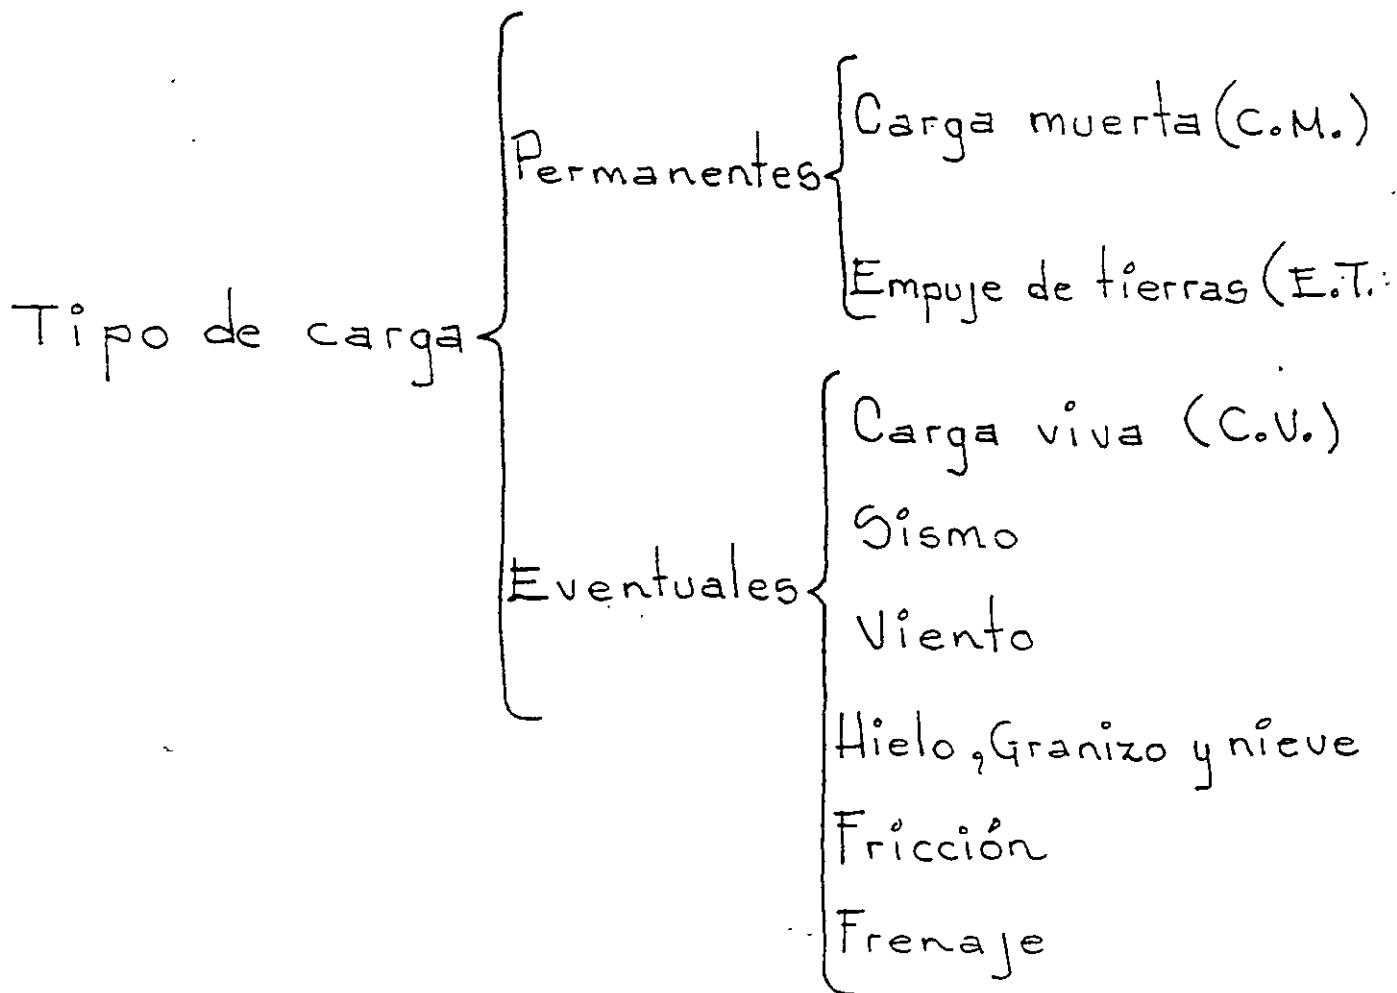 Tipo de carga
Permanentes
Carga muerta (C.M.)
Empuje de tierras (E.T.
Eventuales
Carga viva (C.V.)
Sismo
Viento
Hielo, Granizo y nieve
Fricción
Frenaje